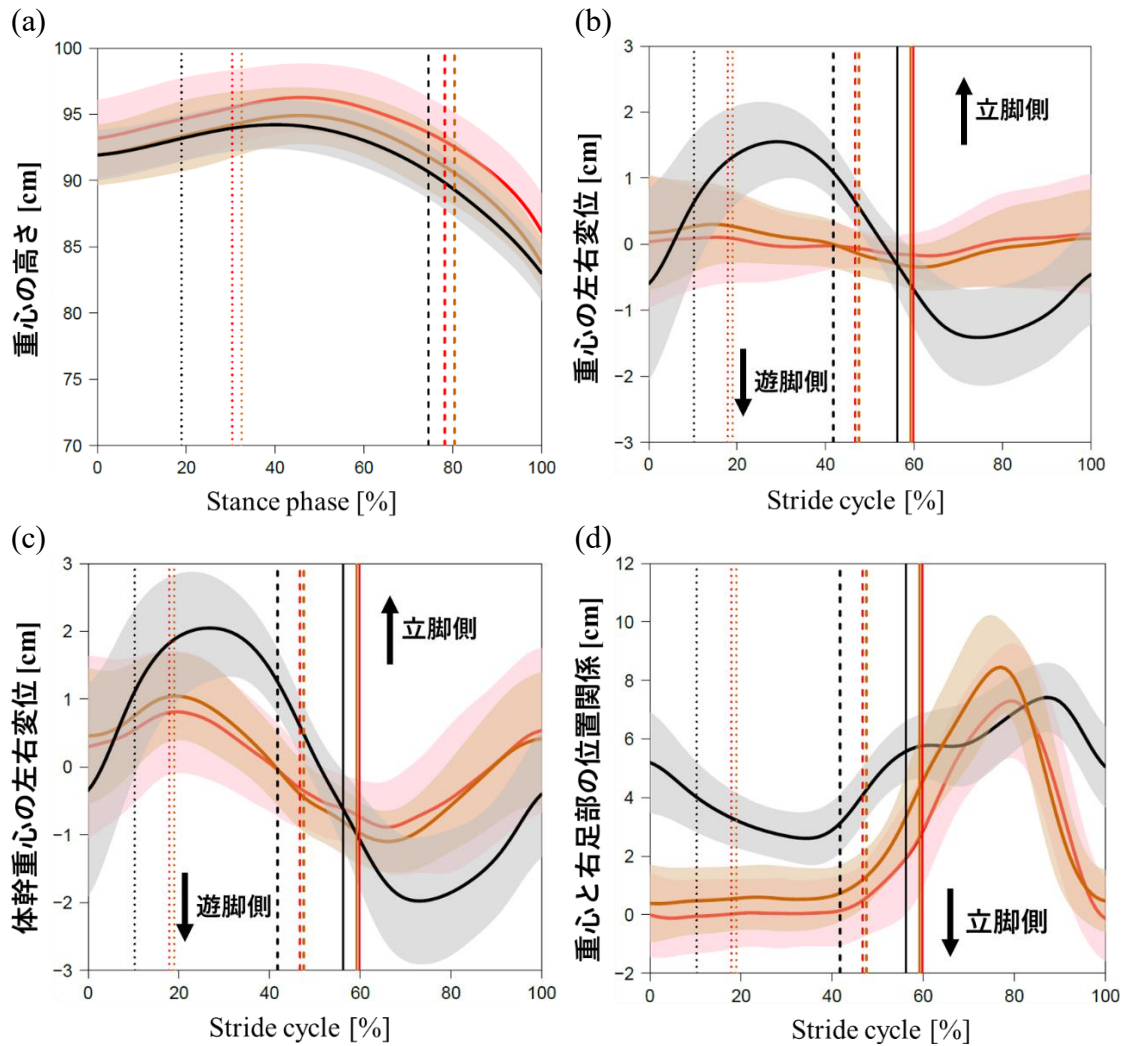 (a)
重心の高さ [cm]
100
95
90
85
80
75
70
0 20 40 60 80 100
Stance phase [%]
(b)
重心の左右変位 [cm]
3
2
1
0
−1
−2
−3
立脚側
遊脚側
0 20 40 60 80 100
Stride cycle [%]
(c)
体幹重心の左右変位 [cm]
3
2
1
0
−1
−2
−3
立脚側
遊脚側
0 20 40 60 80 100
Stride cycle [%]
(d)
重心と右足部の位置関係 [cm]
12
10
8
6
4
2
0
−2
立脚側
0 20 40 60 80 100
Stride cycle [%]